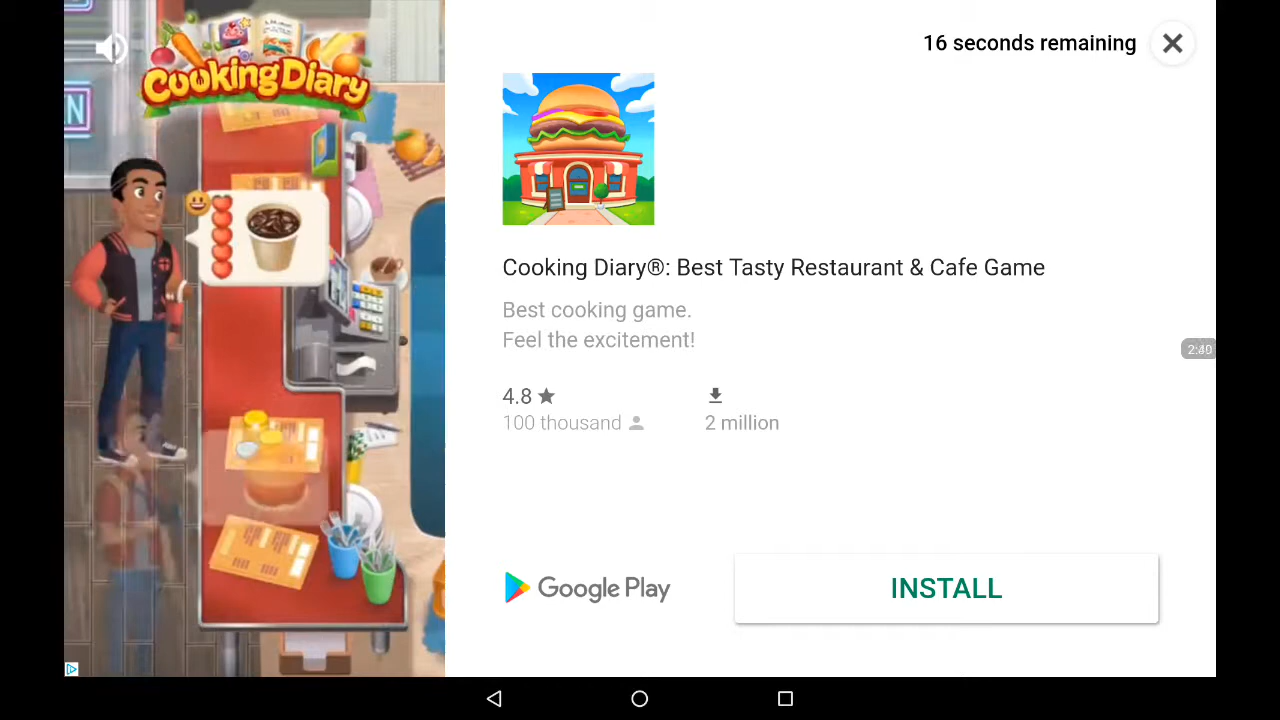 Cooking Diary
N
16 seconds remaining
Cooking Diary®: Best Tasty Restaurant & Cafe Game
Best cooking game.
Feel the excitement!
4.8
100 thousand
2 million
2:40
Google Play
INSTALL